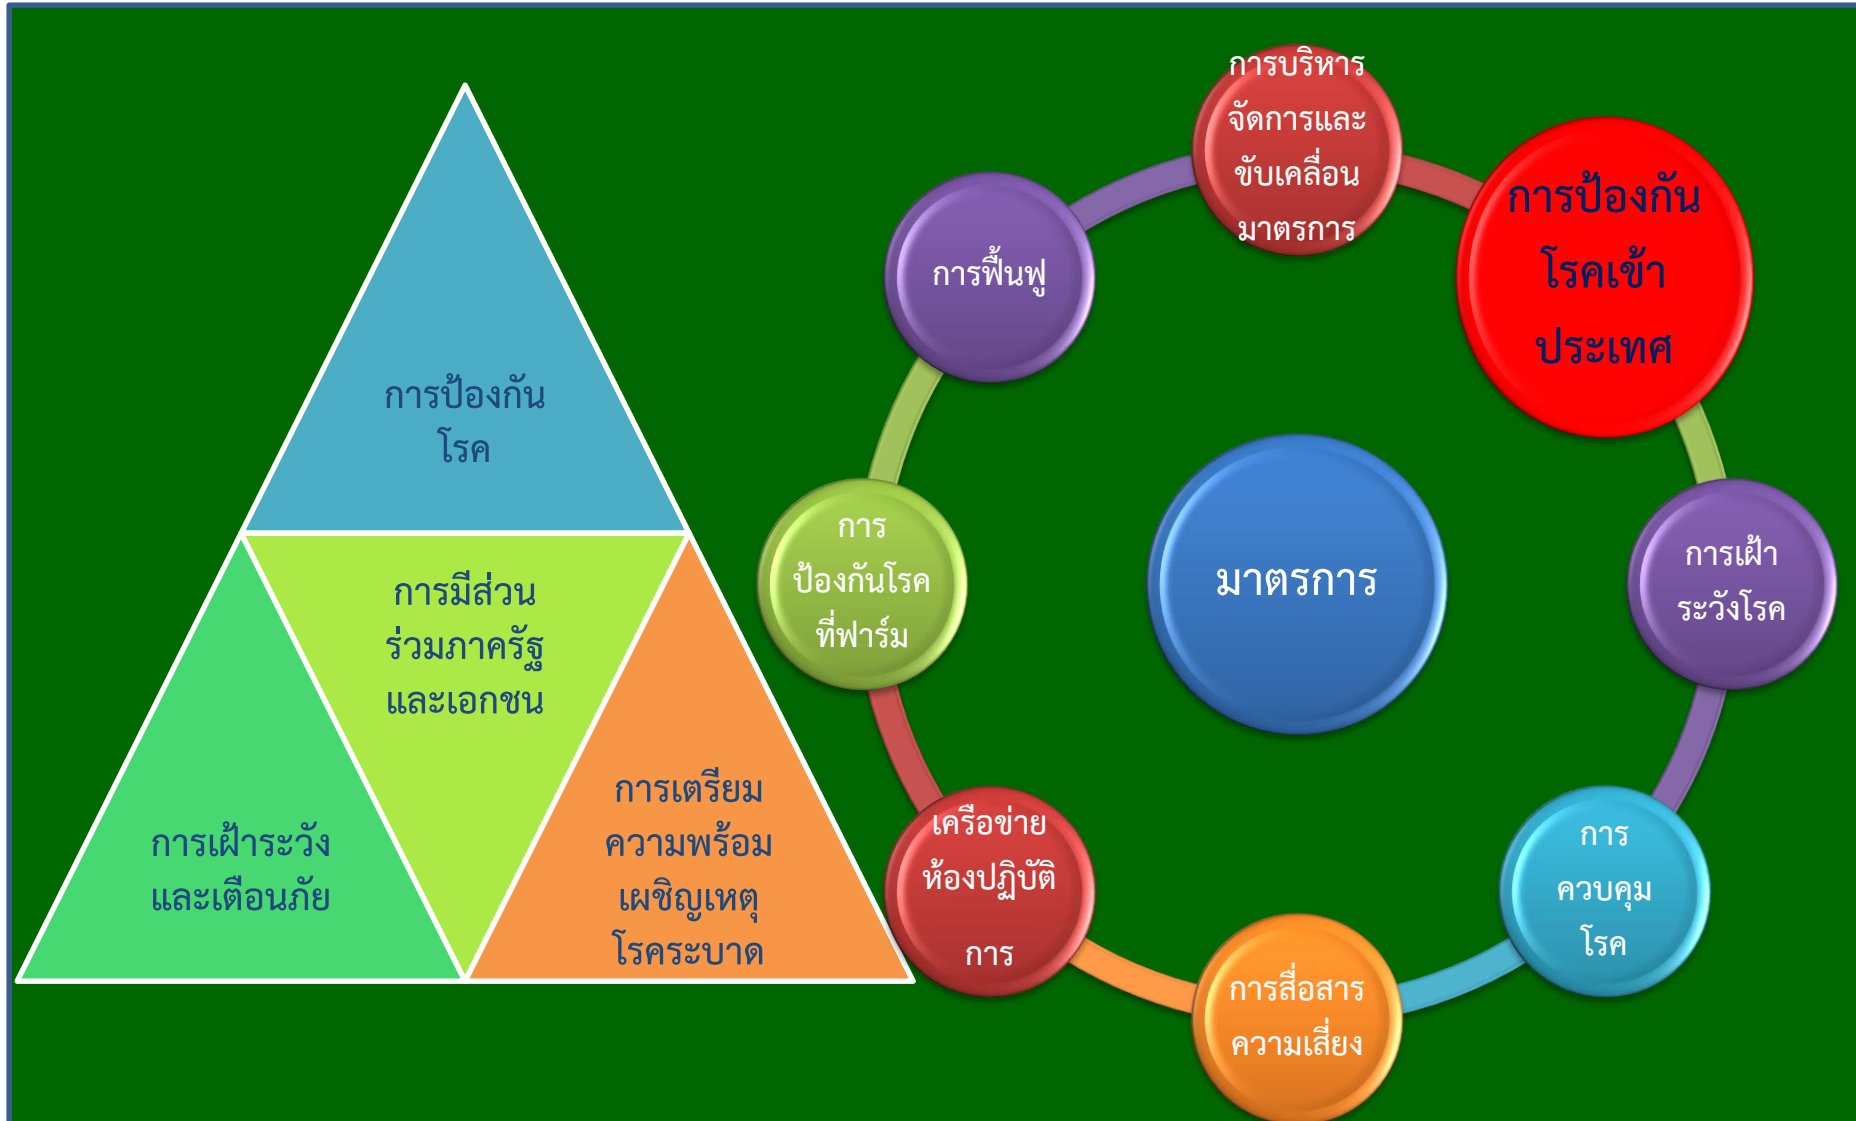 การป้องกัน
โรค
การมีส่วน
ร่วมภาครัฐ
และเอกชน
การเฝ้าระวัง
และเตือนภัย
การเตรียม
ความพร้อม
เผชิญเหตุ
โรคระบาด
การบริหาร
จัดการและ
ขับเคลื่อน
มาตรการ
การป้องกัน
โรคเข้า
ประเทศ
การเฝ้า
ระวังโรค
การ
ควบคุม
โรค
การสื่อสาร
ความเสี่ยง
เครือข่าย
ห้องปฏิบัติ
การ
การ
ป้องกันโรค
ที่ฟาร์ม
การฟื้นฟู
มาตรการ